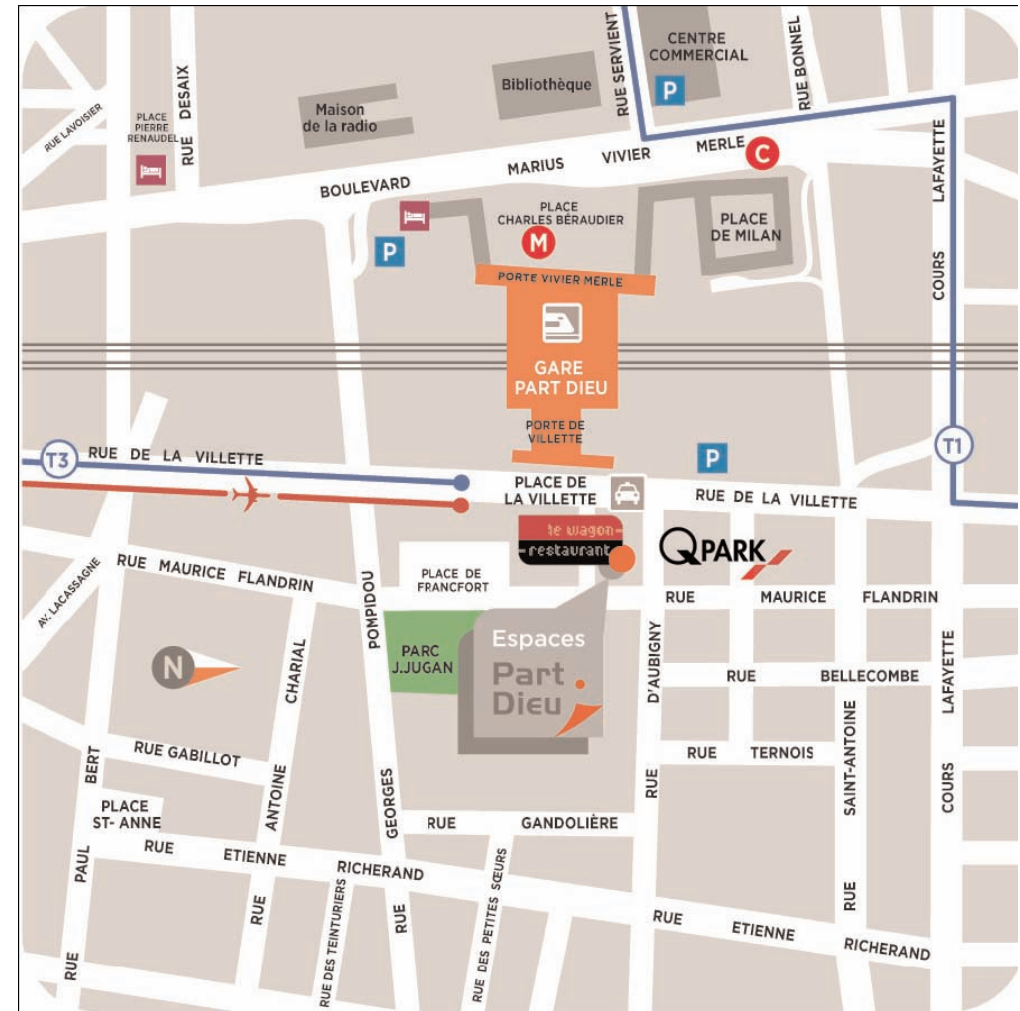 RUE LAVOISIER
PLACE
PIERRE
RENAUDEL
RUE DESAIX
Maison
de la radio
Bibliothèque
RUE SERVIENT
CENTRE
COMMERCIAL
P
RUE BONNEL
BOULEVARD MARIUS VIVIER MERLE
C
COURS LAFAYETTE
P
PLACE
CHARLES BÉRAUDIER
M
PLACE
DE MILAN
PORTE VIVIER MERLE
GARE
PART DIEU
PORTE DE
VILLETTE
T3
RUE DE LA VILLETTE
PLACE DE
LA VILLETTE
P
RUE DE LA VILLETTE
T1
le wagon
restaurant
QPARK
AV. LACASSAGNE
RUE MAURICE FLANDRIN
PLACE DE
FRANCFORT
RUE MAURICE FLANDRIN
N
PARC
J.JUGAN
Espaces
Part
Dieu
RUE BELLECOMBE
RUE GABILLOT
RUE TERNOIS
PLACE
ST- ANNE
RUE GANDOLIÈRE
RUE ETIENNE RICHERAND
RUE ETIENNE RICHERAND
RUE PAUL BERT
RUE ANTOINE CHARIAL
RUE DES TEINTURIERS
RUE GEORGES POMPIDOU
RUE DES PETITES SŒURS
RUE D'AUBIGNY
RUE SAINT-ANTOINE
COURS LAFAYETTE